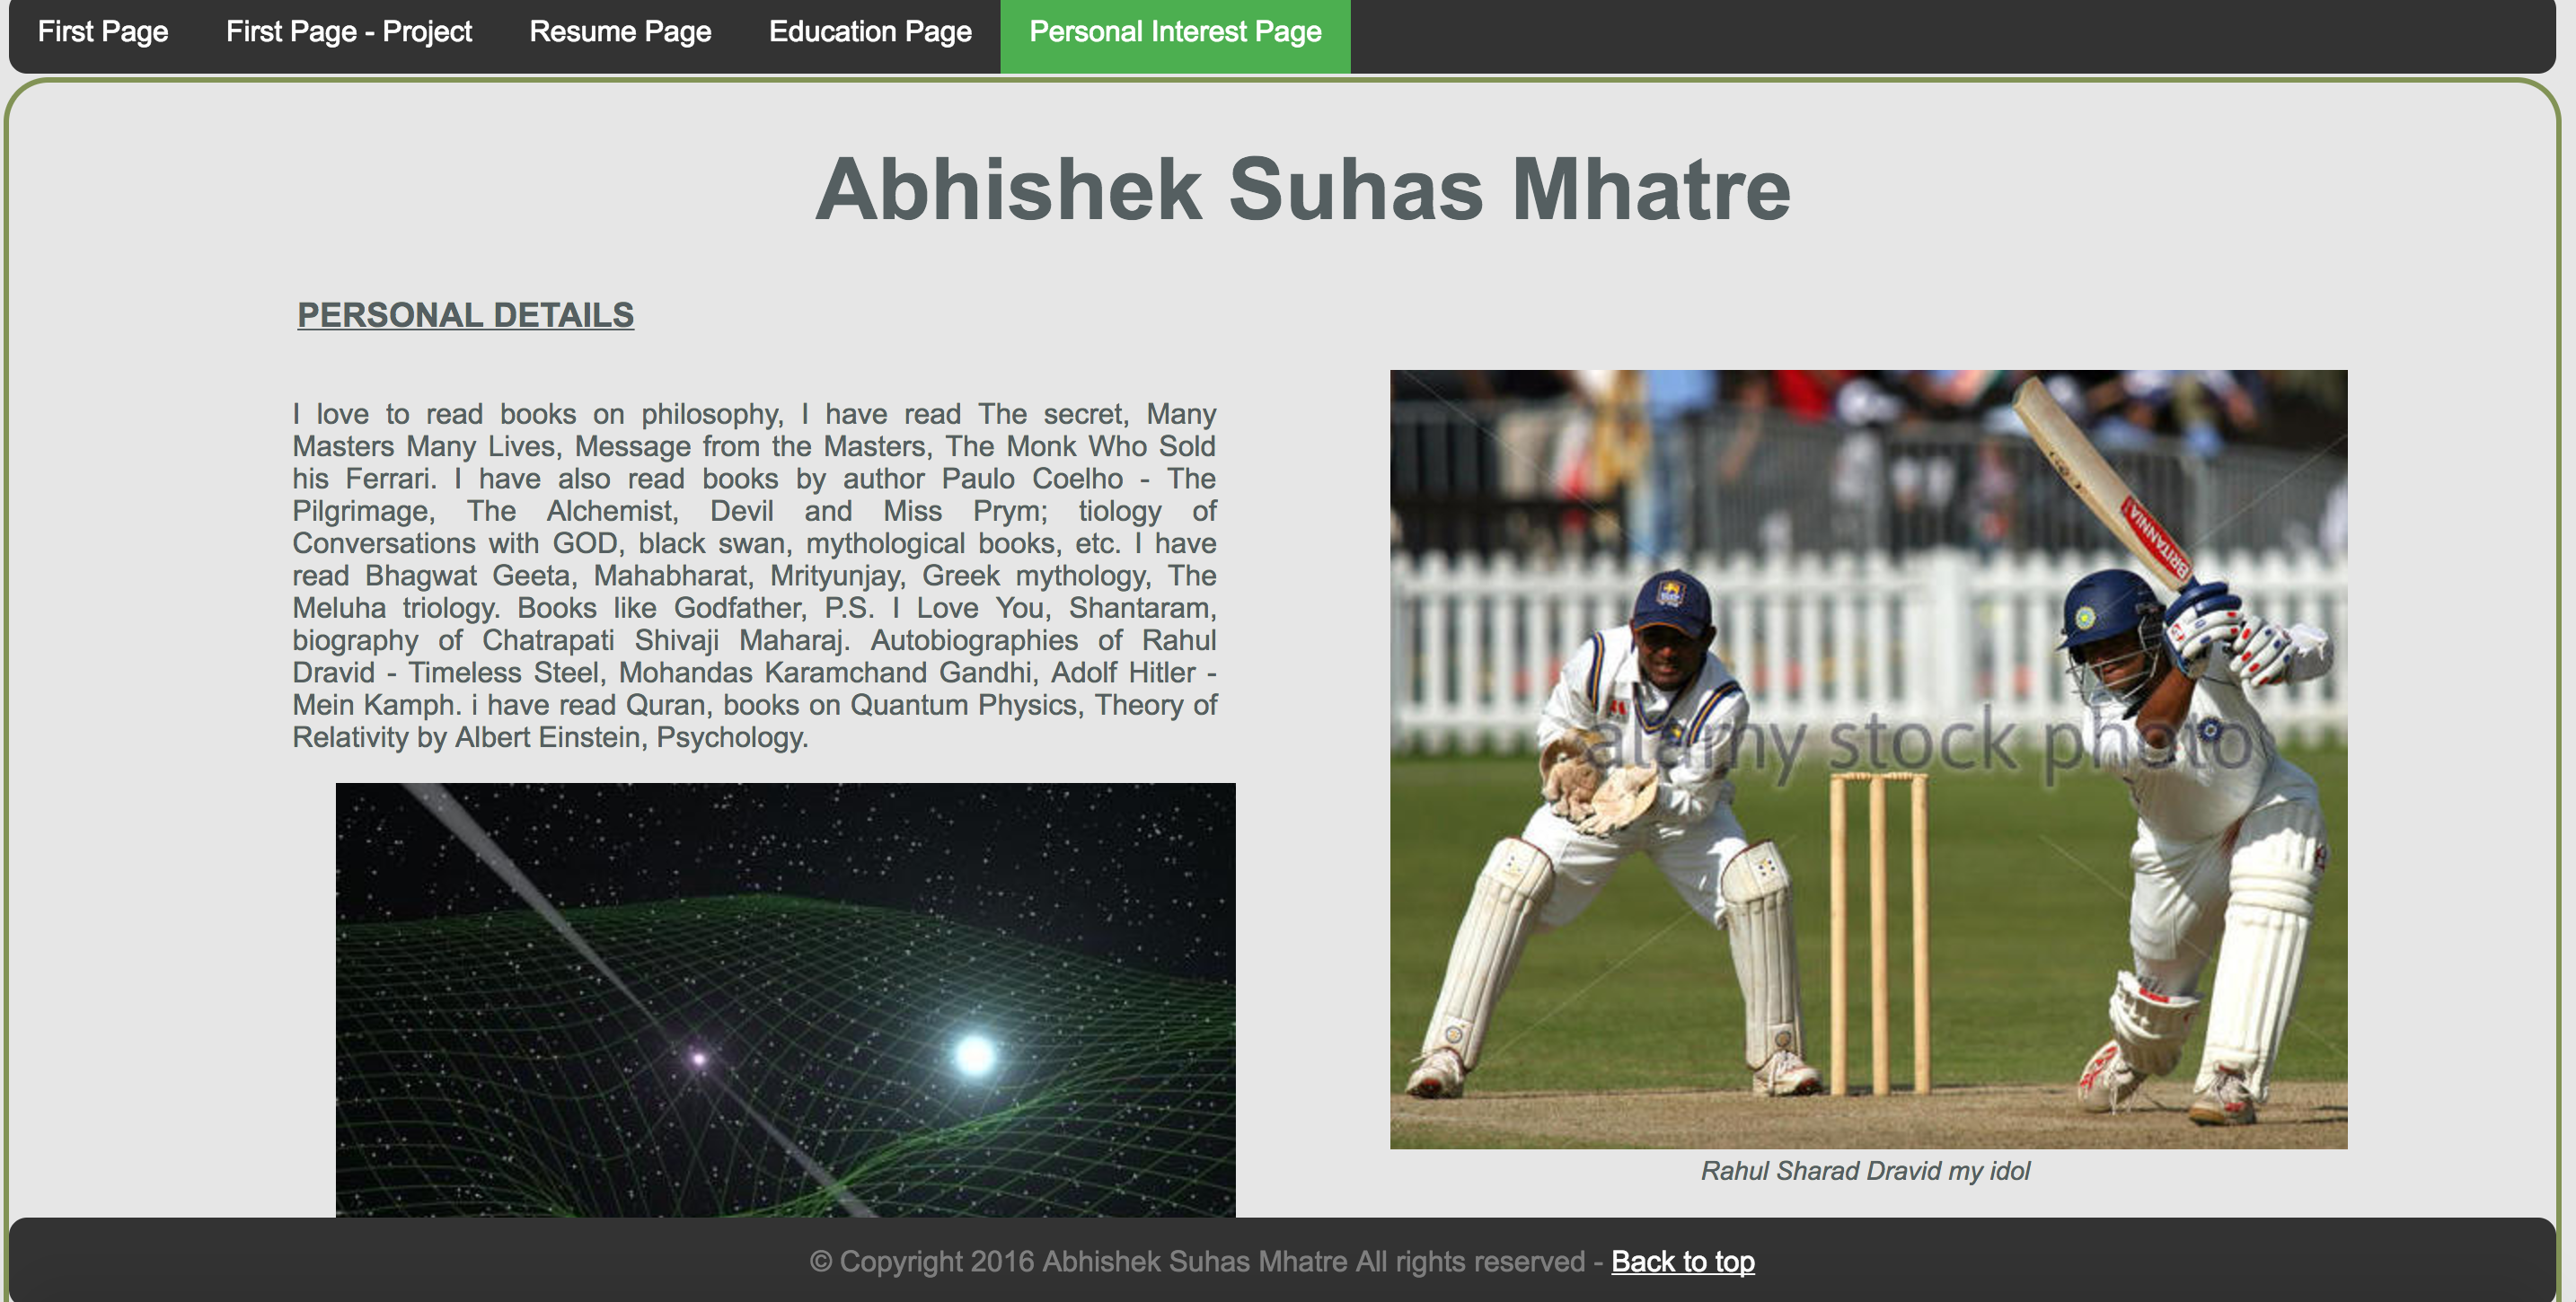 First Page
First Page - Project
Resume Page
Education Page
Personal Interest Page
Abhishek Suhas Mhatre
PERSONAL DETAILS
I love to read books on philosophy, I have read The secret, Many
Masters Many Lives, Message from the Masters, The Monk Who Sold
his Ferrari. I have also read books by author Paulo Coelho - The
Pilgrimage, The Alchemist, Devil and Miss Prym; tiology of
Conversations with GOD, black swan, mythological books, etc. I have
read Bhagwat Geeta, Mahabharat, Mrityunjay, Greek mythology, The
Meluha triology. Books like Godfather, P.S. I Love You, Shantaram,
biography of Chatrapati Shivaji Maharaj. Autobiographies of Rahul
Dravid - Timeless Steel, Mohandas Karamchand Gandhi, Adolf Hitler -
Mein Kamph. i have read Quran, books on Quantum Physics, Theory of
Relativity by Albert Einstein, Psychology.
BRITANNIA
alamy stock photo
Rahul Sharad Dravid my idol
© Copyright 2016 Abhishek Suhas Mhatre All rights reserved - Back to top